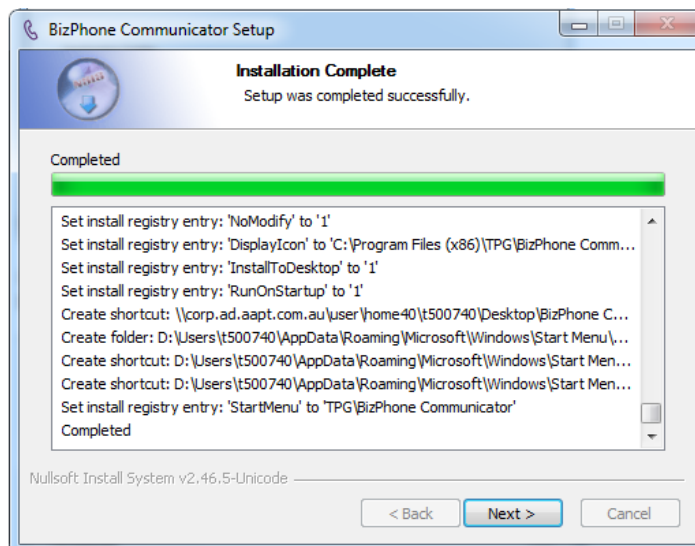 BizPhone Communicator Setup
Installation Complete
Setup was completed successfully.
Completed
Set install registry entry: 'NoModify' to '1'
Set install registry entry: 'DisplayIcon' to 'C:\Program Files (x86)\TPG\BizPhone Comm...
Set install registry entry: 'InstallToDesktop' to '1'
Set install registry entry: 'RunOnStartup' to '1'
Create shortcut: \\corp.ad.aapt.com.au\user\home40\t500740\Desktop\BizPhone C...
Create folder: D:\Users\t500740\AppData\Roaming\Microsoft\Windows\Start Menu\...
Create shortcut: D:\Users\t500740\AppData\Roaming\Microsoft\Windows\Start Men...
Create shortcut: D:\Users\t500740\AppData\Roaming\Microsoft\Windows\Start Men...
Set install registry entry: 'StartMenu' to 'TPG\BizPhone Communicator'
Completed
Nullsoft Install System v2.46.5-Unicode
< Back
Next >
Cancel